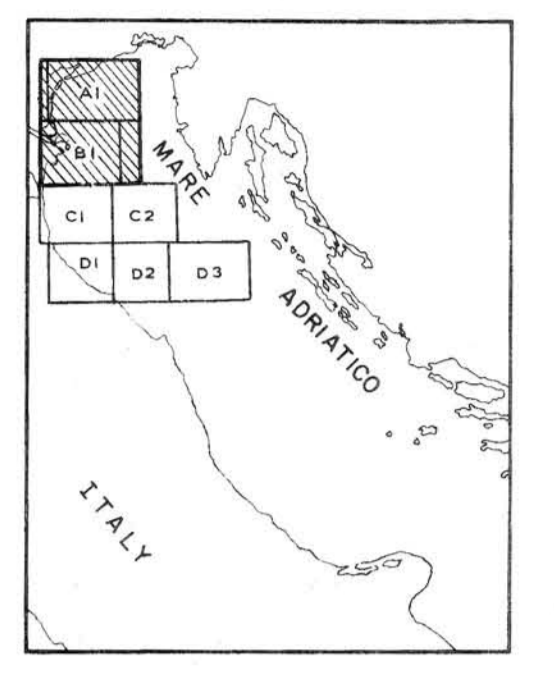 A1
B1
MARE
C1 C2
D1 D2 D3
ADRIATICO
ITALY